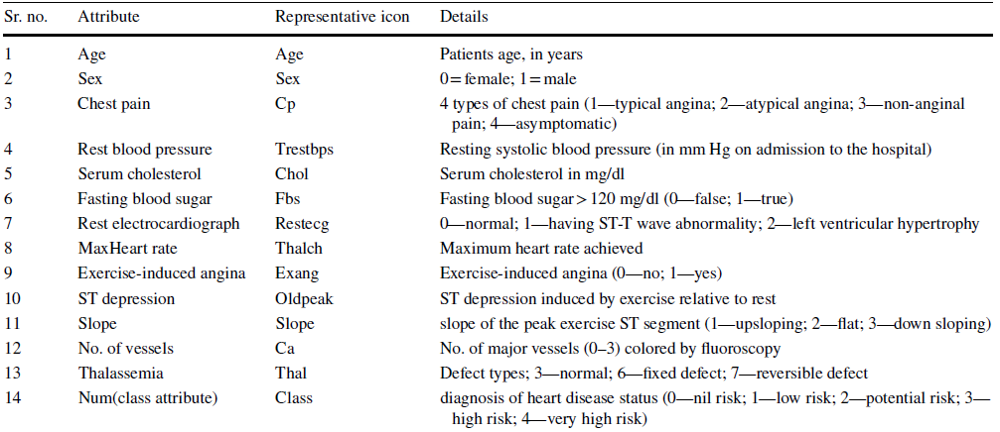 Sr. no. Attribute Representative icon Details
1 Age Age Patients age, in years
2 Sex Sex 0=female; 1=male
3 Chest pain Cp 4 types of chest pain (1—typical angina; 2—atypical angina; 3—non-anginal
pain; 4—asymptomatic)
4 Rest blood pressure Trestbps Resting systolic blood pressure (in mm Hg on admission to the hospital)
5 Serum cholesterol Chol Serum cholesterol in mg/dl
6 Fasting blood sugar Fbs Fasting blood sugar>120 mg/dl (0—false; 1—true)
7 Rest electrocardiograph Restecg 0—normal; 1—having ST-T wave abnormality; 2—left ventricular hypertrophy
8 MaxHeart rate Thalch Maximum heart rate achieved
9 Exercise-induced angina Exang Exercise-induced angina (0—no; 1—yes)
10 ST depression Oldpeak ST depression induced by exercise relative to rest
11 Slope Slope slope of the peak exercise ST segment (1—upsloping; 2—flat; 3—down sloping)
12 No. of vessels Ca No. of major vessels (0–3) colored by fluoroscopy
13 Thalassemia Thal Defect types; 3—normal; 6—fixed defect; 7—reversible defect
14 Num(class attribute) Class diagnosis of heart disease status (0—nil risk; 1—low risk; 2—potential risk; 3—
high risk; 4—very high risk)